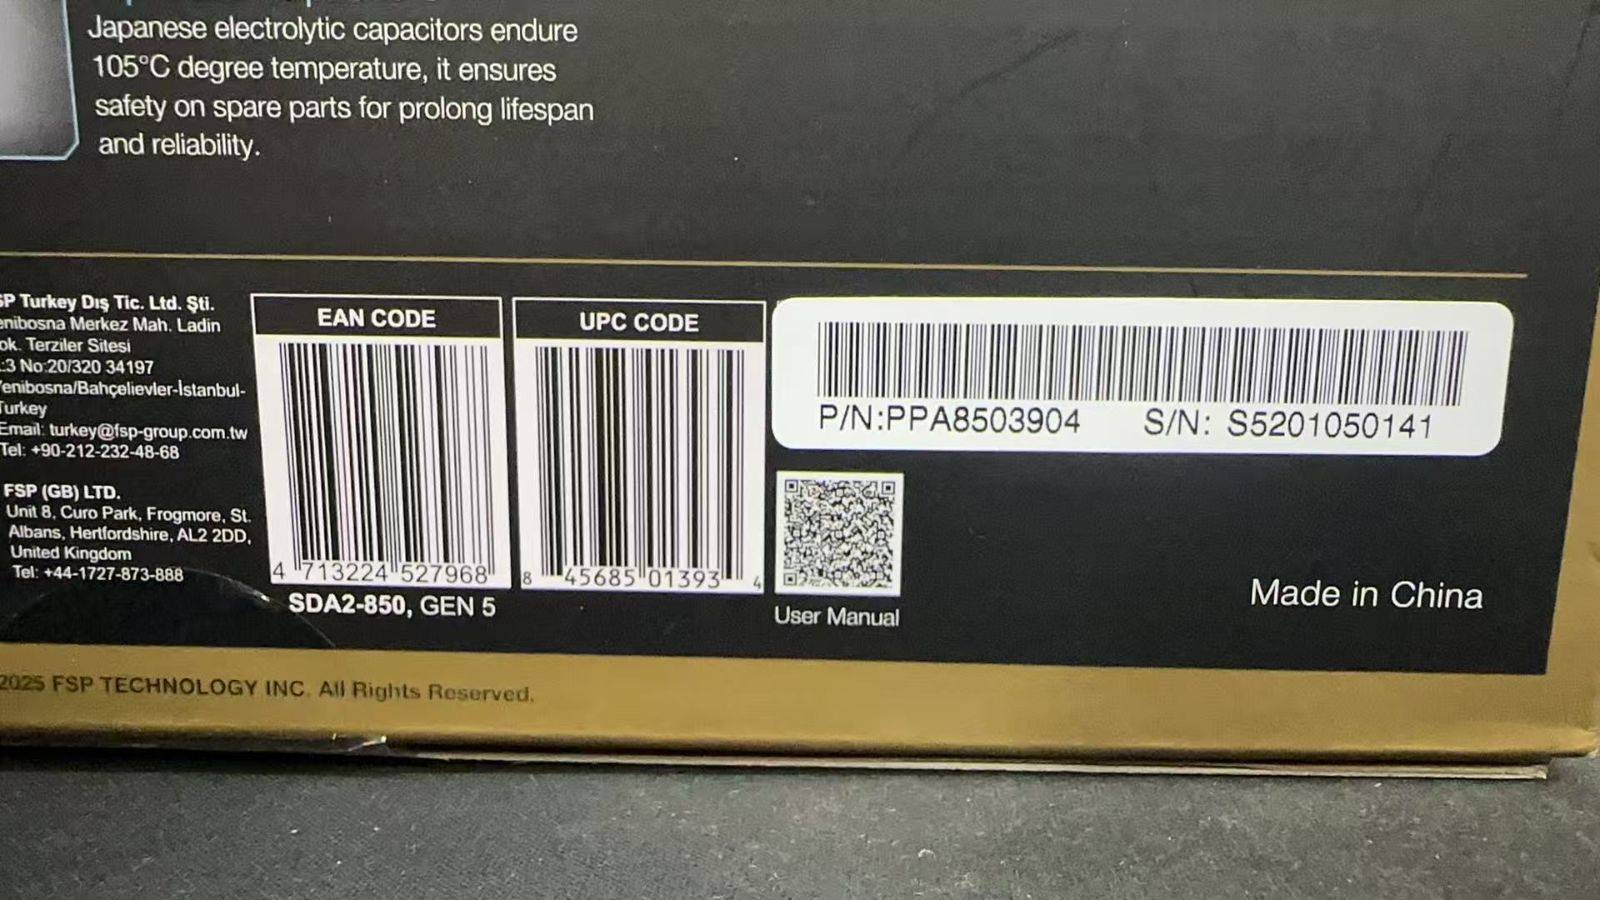 Japanese electrolytic capacitors endure
105°C degree temperature, it ensures
safety on spare parts for prolong lifespan
and reliability.
SP Turkey Dış Tic. Ltd. Şti.
enibosna Merkez Mah. Ladin
ok. Terziler Sitesi
:3 No:20/320 34197
Yenibosna/Bahçelievler-İstanbul-
Turkey
Email: turkey@fsp-group.com.tw
Tel: +90-212-232-48-68
FSP (GB) LTD.
Unit 8, Curo Park, Frogmore, St.
Albans, Hertfordshire, AL2 2DD,
United Kingdom
Tel: +44-1727-873-888
EAN CODE
4 713224 527968
SDA2-850, GEN 5
UPC CODE
8 45685 01393 4
P/N:PPA8503904 S/N: S5201050141
User Manual
Made in China
2025 FSP TECHNOLOGY INC. All Rights Reserved.